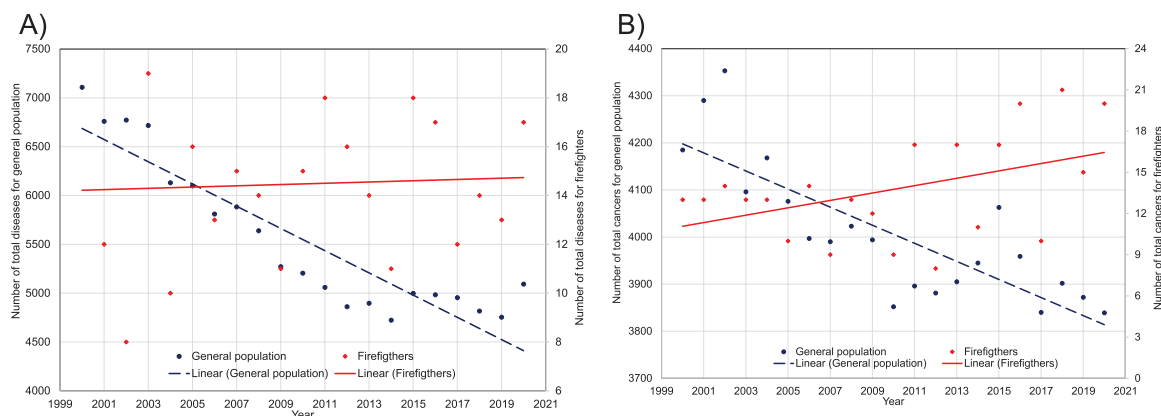 A)
Number of total diseases for general population
7500
7000
6500
6000
5500
5000
4500
4000
20
18
16
14
12
10
8
6
Number of total diseases for firefighters
General population
Firefigthers
Linear (General population)
Linear (Firefigthers)
1999 2001 2003 2005 2007 2009 2011 2013 2015 2017 2019 2021
Year
B)
Number of total cancers for general population
4400
4300
4200
4100
4000
3900
3800
3700
24
21
18
15
12
9
6
3
0
Number of total cancers for firefighters
General population
Firefigthers
Linear (General population)
Linear (Firefigthers)
1999 2001 2003 2005 2007 2009 2011 2013 2015 2017 2019 2021
Year